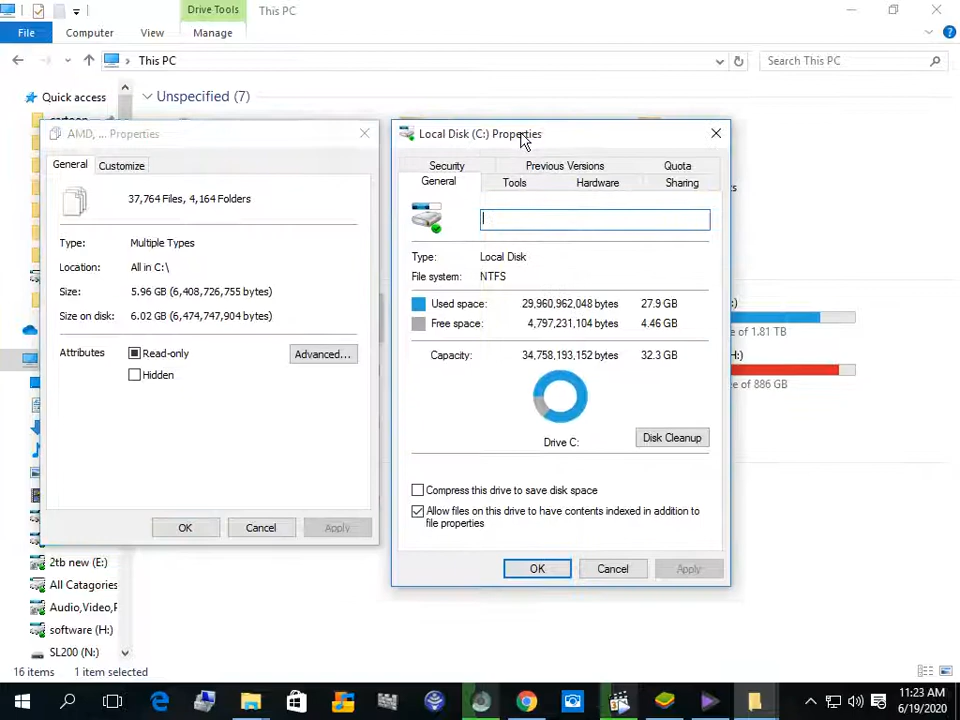 Drive Tools
This PC
File
Computer
View
Manage
This PC
Search This PC
Quick access
Unspecified (7)
AMD, ... Properties
General
Customize
37,764 Files, 4,164 Folders
Type:
Multiple Types
Location:
All in C:\
Size:
5.96 GB (6,408,726,755 bytes)
Size on disk:
6.02 GB (6,474,747,904 bytes)
Attributes
Read-only
Advanced...
Hidden
OK
Cancel
Apply
Local Disk (C:) Properties
Security
Previous Versions
Quota
General
Tools
Hardware
Sharing
Type:
Local Disk
File system:
NTFS
Used space:
29,960,962,048 bytes
27.9 GB
Free space:
4,797,231,104 bytes
4.46 GB
Capacity:
34,758,193,152 bytes
32.3 GB
Drive C:
Disk Cleanup
Compress this drive to save disk space
Allow files on this drive to have contents indexed in addition to
file properties
OK
Cancel
Apply
:)
e of 1.81 TB
H:)
ee of 886 GB
2tb new (E:)
All Catagories
Audio,Video,P
software (H:)
SL200 (N:)
16 items
1 item selected
11:23 AM
6/19/2020